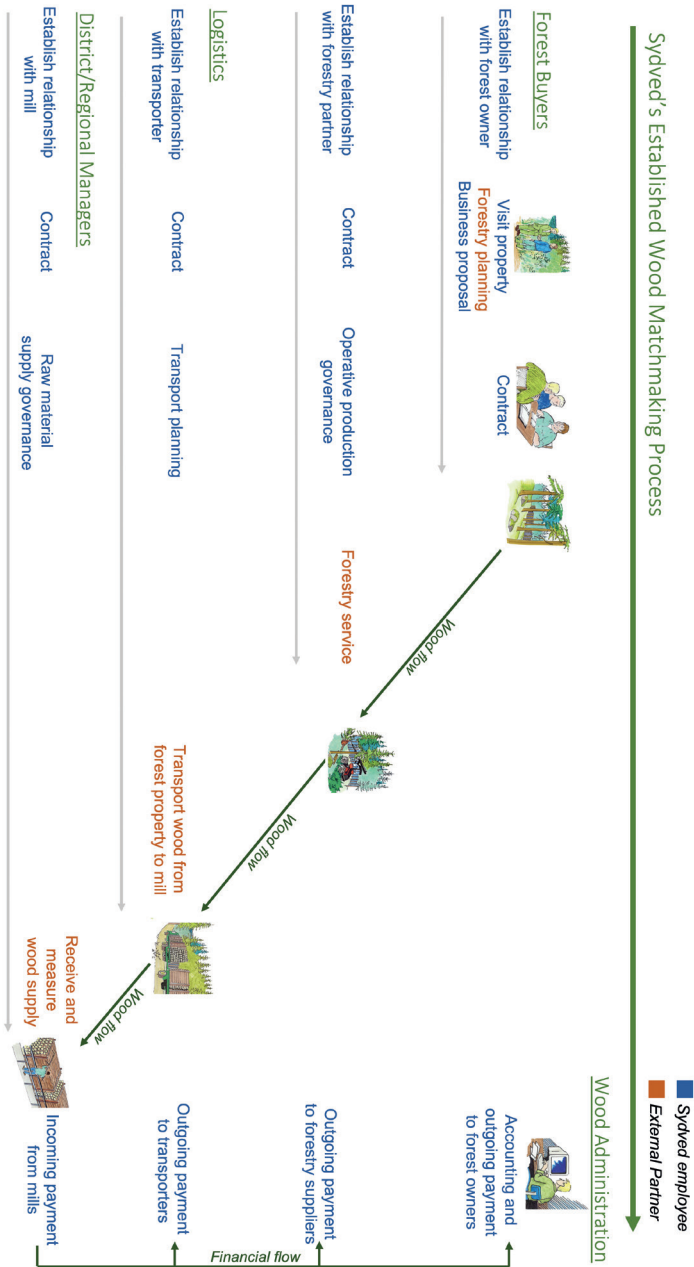 Sydved's Established Wood Matchmaking Process
Sydved employee
External Partner
Forest Buyers
Wood Administration
Establish relationship
with forest owner
Visit property
Forestry planning
Business proposal
Contract
Wood flow
Accounting and
outgoing payment
to forest owners
Establish relationship
with forestry partner
Contract
Operative production
governance
Forestry service
Wood flow
Outgoing payment
to forestry suppliers
Logistics
Establish relationship
with transporter
Contract
Transport planning
Transport wood from
forest property to mill
Wood flow
Outgoing payment
to transporters
District/Regional Managers
Establish relationship
with mill
Contract
Raw material
supply governance
Receive and
measure
wood supply
Incoming payment
from mills
Financial flow